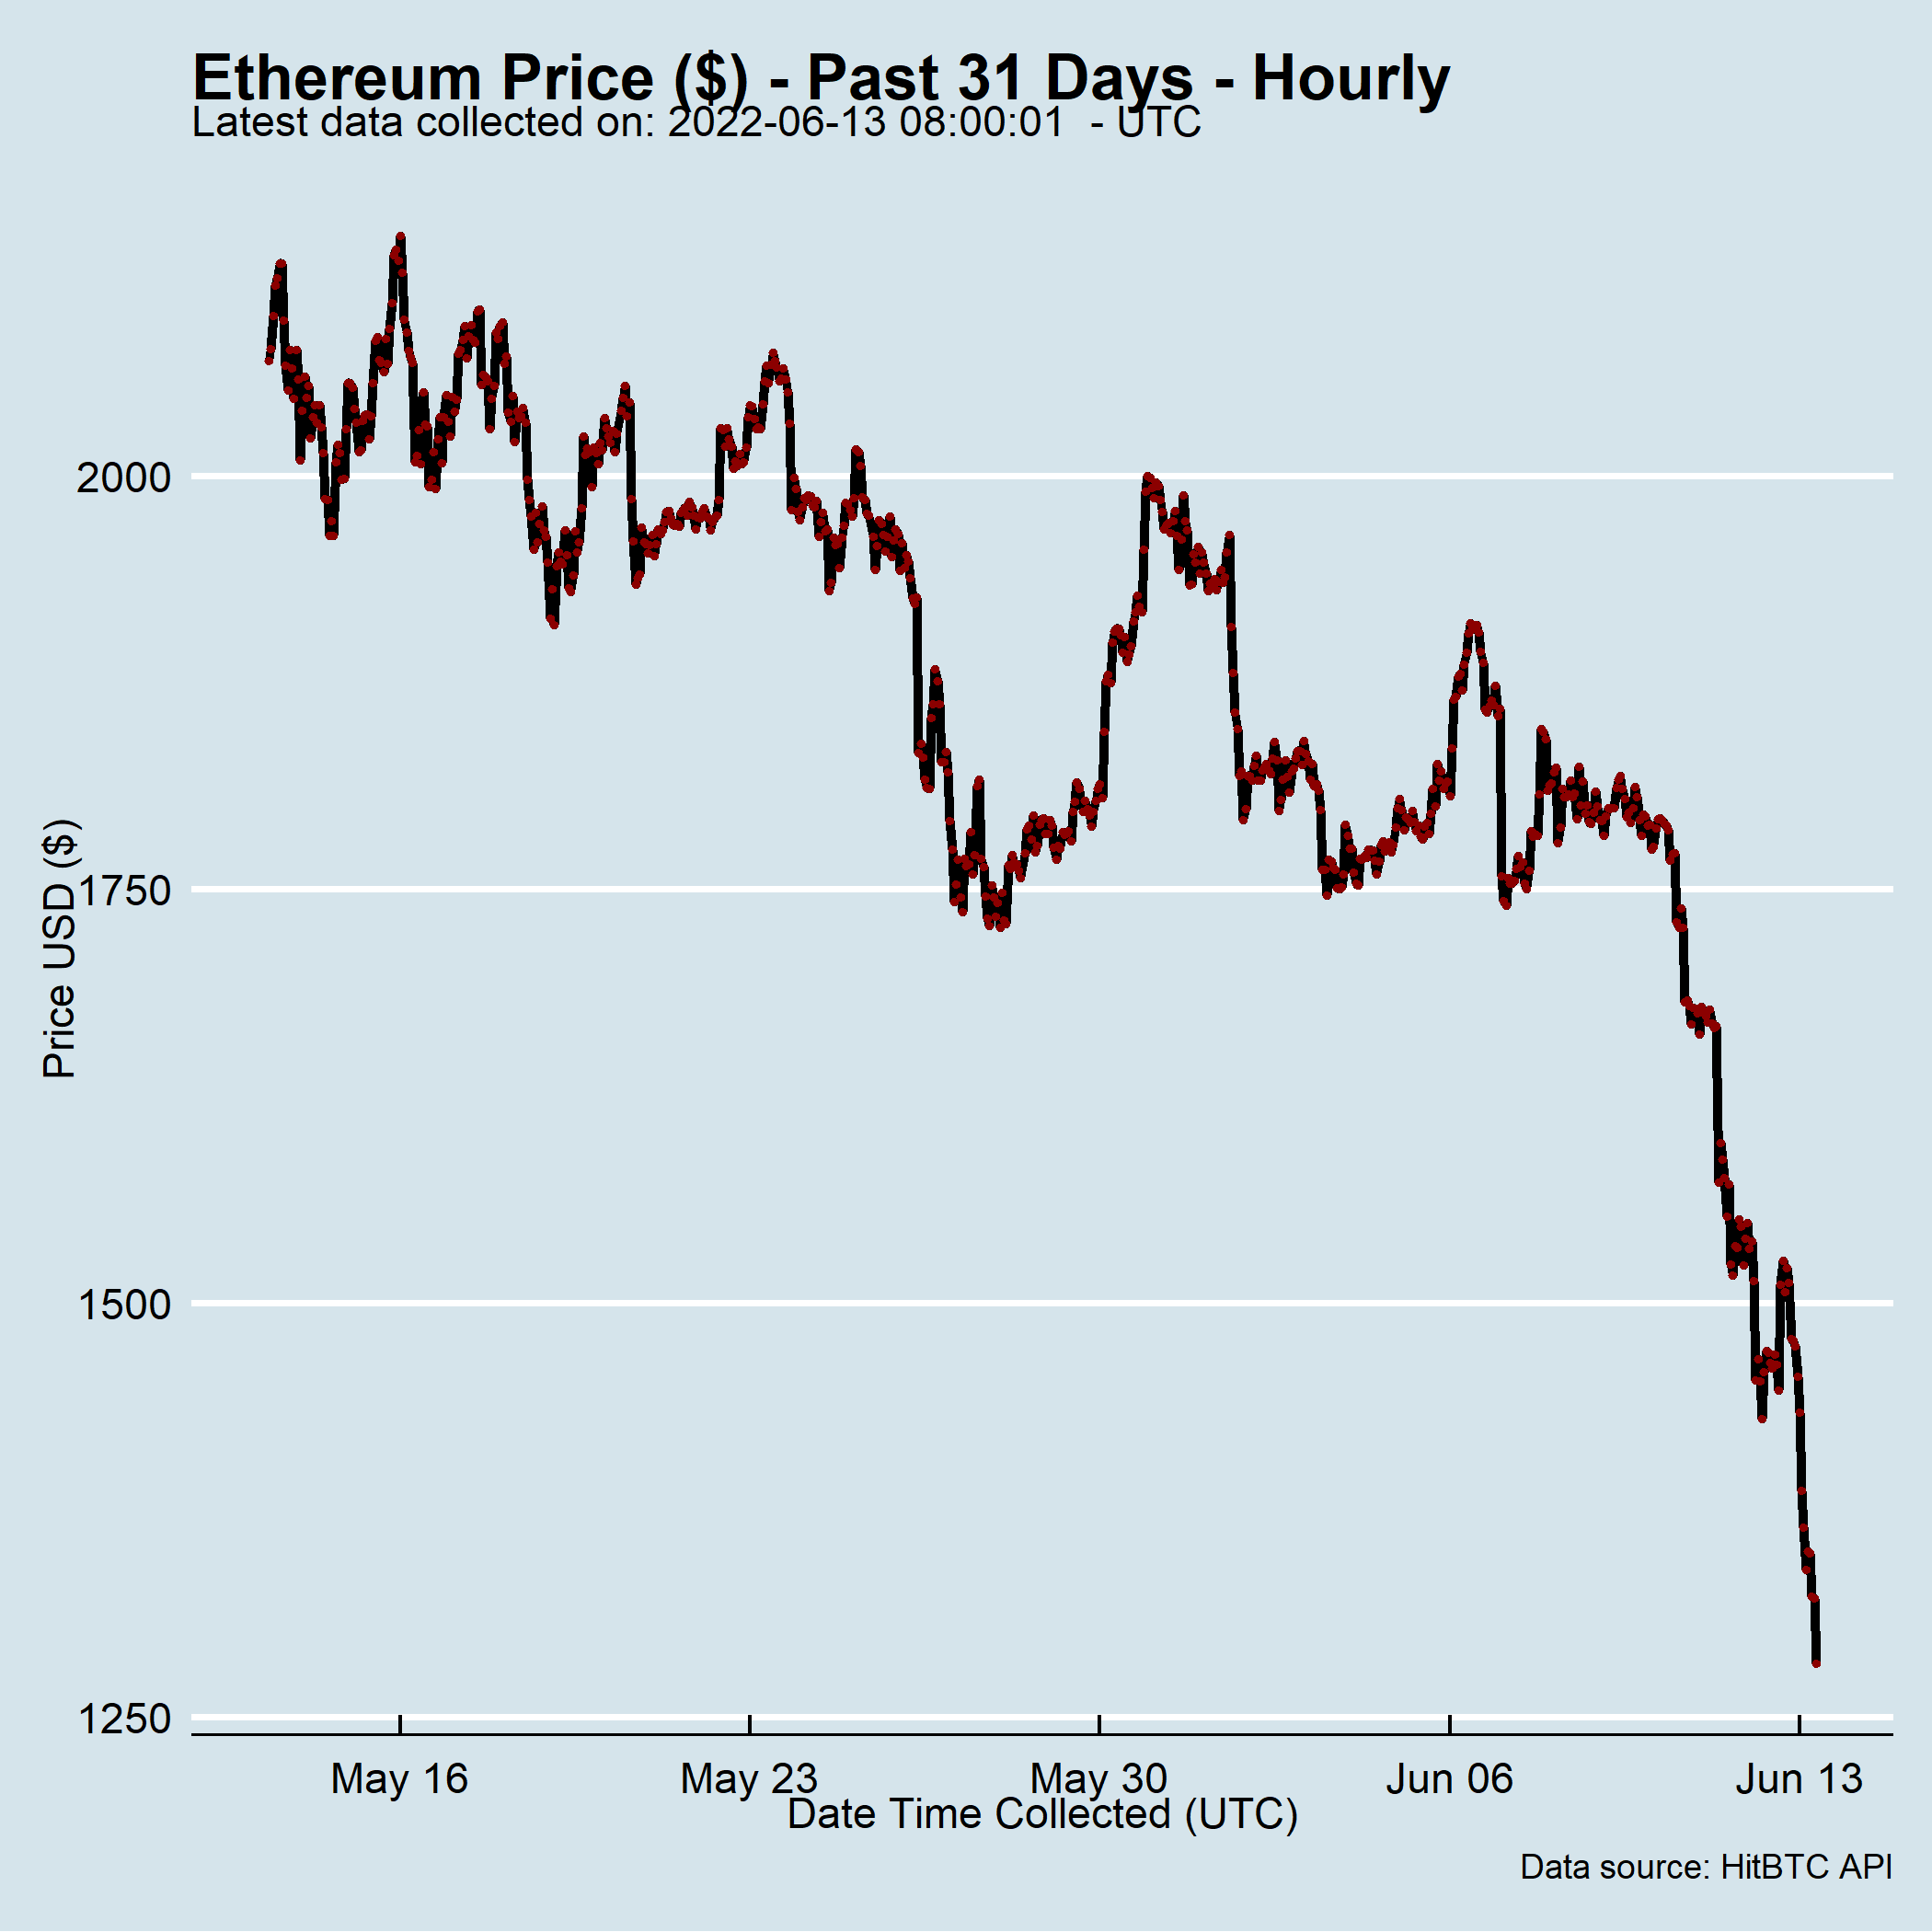 Ethereum Price ($) - Past 31 Days - Hourly
Latest data collected on: 2022-06-13 08:00:01  - UTC
Price USD ($)
2000
1750
1500
1250
May 16
May 23
May 30
Jun 06
Jun 13
Date Time Collected (UTC)
Data source: HitBTC API